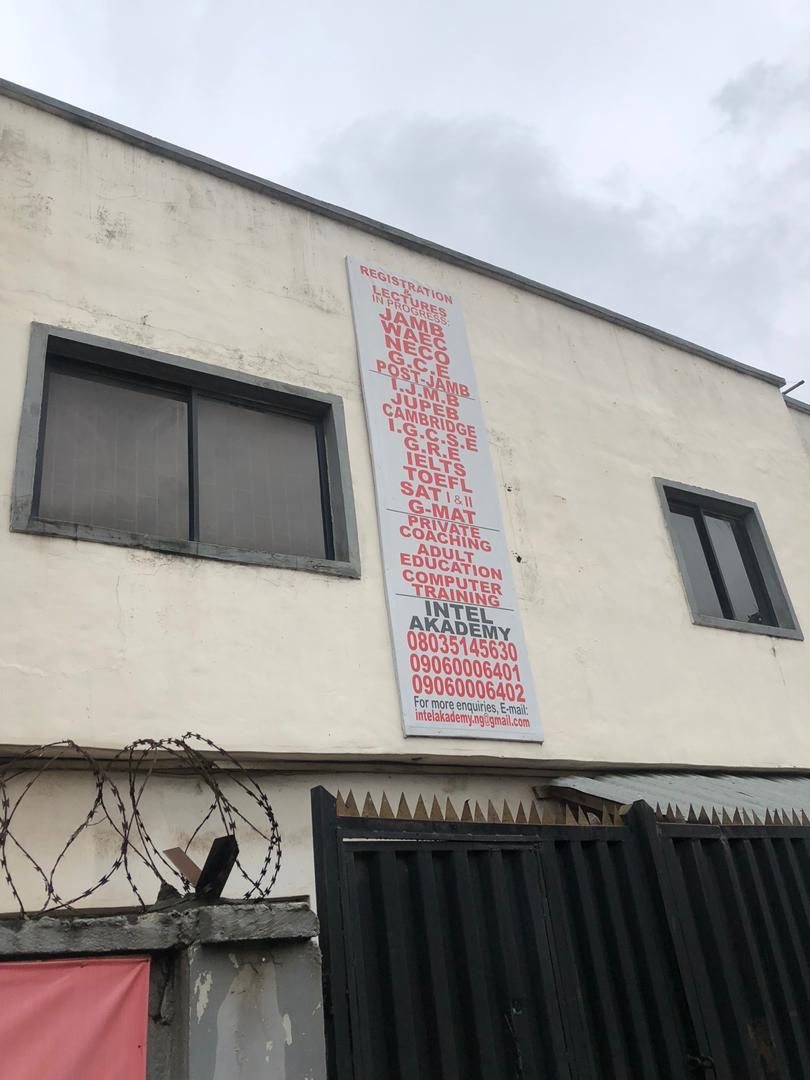 REGISTRATION
&
LECTURES
IN PROGRESS:
JAMB
WAEC
NECO
G.C.E
POST-JAMB
I.J.M.B
JUPEB
CAMBRIDGE
I.G.C.S.E
G.R.E
IELTS
TOEFL
SAT I & II
G-MAT
PRIVATE
COACHING
ADULT
EDUCATION
COMPUTER
TRAINING
INTEL
AKADEMY
08035145630
09060006401
09060006402
For more enquiries, E-mail:
intelakademy.ng@gmail.com